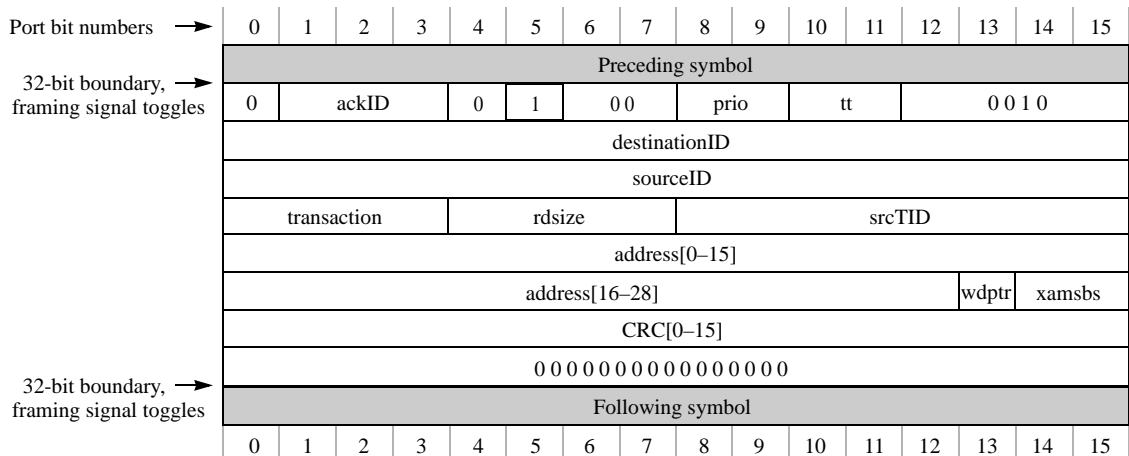 Port bit numbers 0 1 2 3 4 5 6 7 8 9 10 11 12 13 14 15
Preceding symbol
32-bit boundary,
framing signal toggles
0 ackID 0 1 0 0 prio tt 0 0 1 0
destinationID
sourceID
transaction rdsize srcTID
address[0–15]
address[16–28] wdptr xamsbs
CRC[0–15]
0 0 0 0 0 0 0 0 0 0 0 0 0 0 0 0
32-bit boundary,
framing signal toggles
Following symbol
0 1 2 3 4 5 6 7 8 9 10 11 12 13 14 15